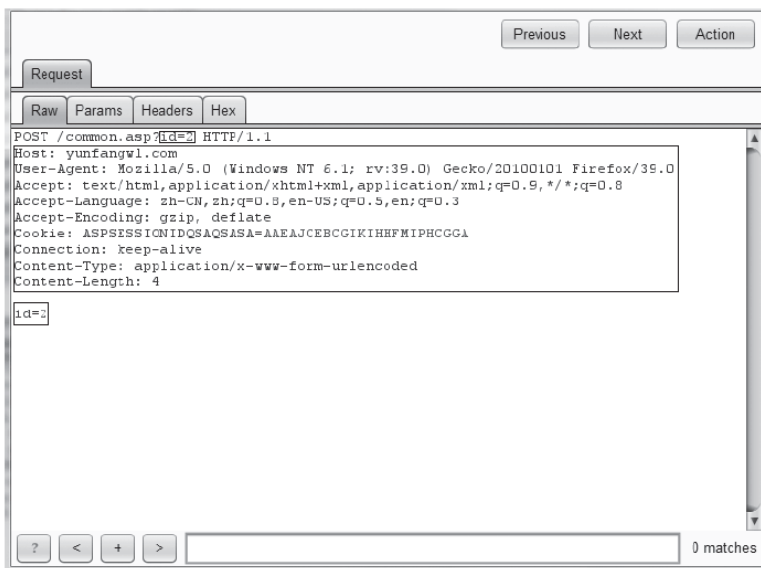 Previous Next Action
Request
Raw Params Headers Hex
POST /common.asp?id=2 HTTP/1.1
Host: yunfangwl.com
User-Agent: Mozilla/5.0 (Windows NT 6.1; rv:39.0) Gecko/20100101 Firefox/39.0
Accept: text/html,application/xhtml+xml,application/xml;q=0.9,*/*;q=0.8
Accept-Language: zh-CN,zh;q=0.8,en-US;q=0.5,en;q=0.3
Accept-Encoding: gzip, deflate
Cookie: ASPSESSIONIDQSAQSASA=AAEAJCEBCGIKIHHFMIPHCGGA
Connection: keep-alive
Content-Type: application/x-www-form-urlencoded
Content-Length: 4
id=2
? < + > 0 matches